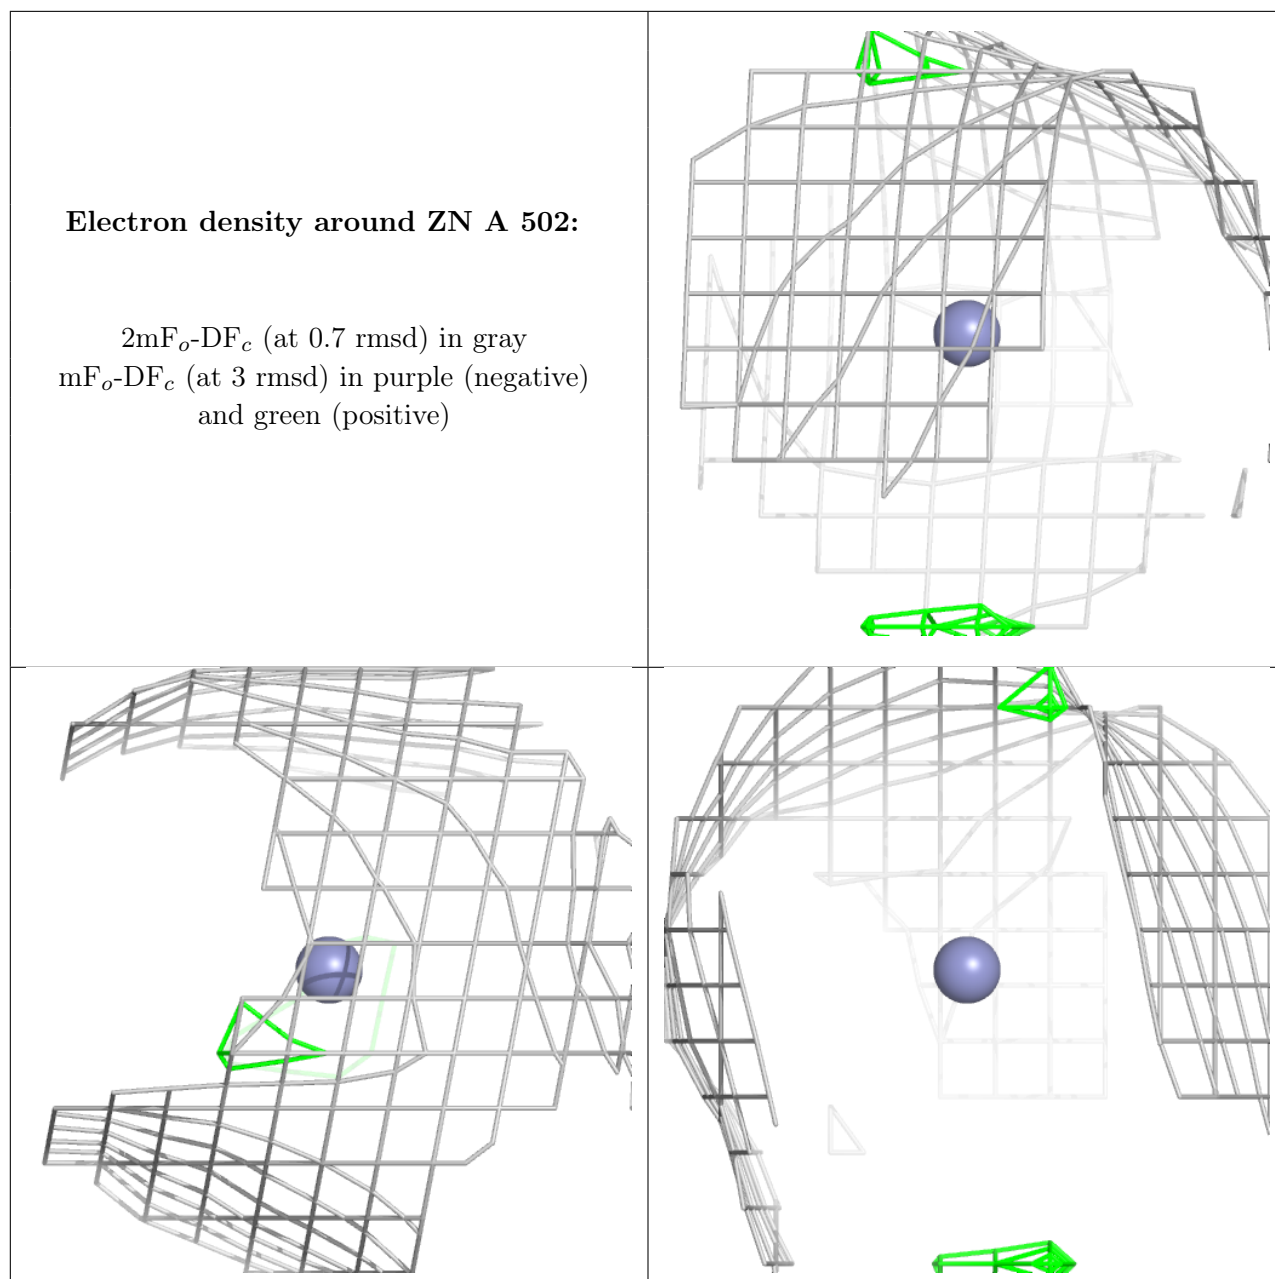 Electron density around ZN A 502:
2mFo-DFc (at 0.7 rmsd) in gray
mFo-DFc (at 3 rmsd) in purple (negative)
and green (positive)